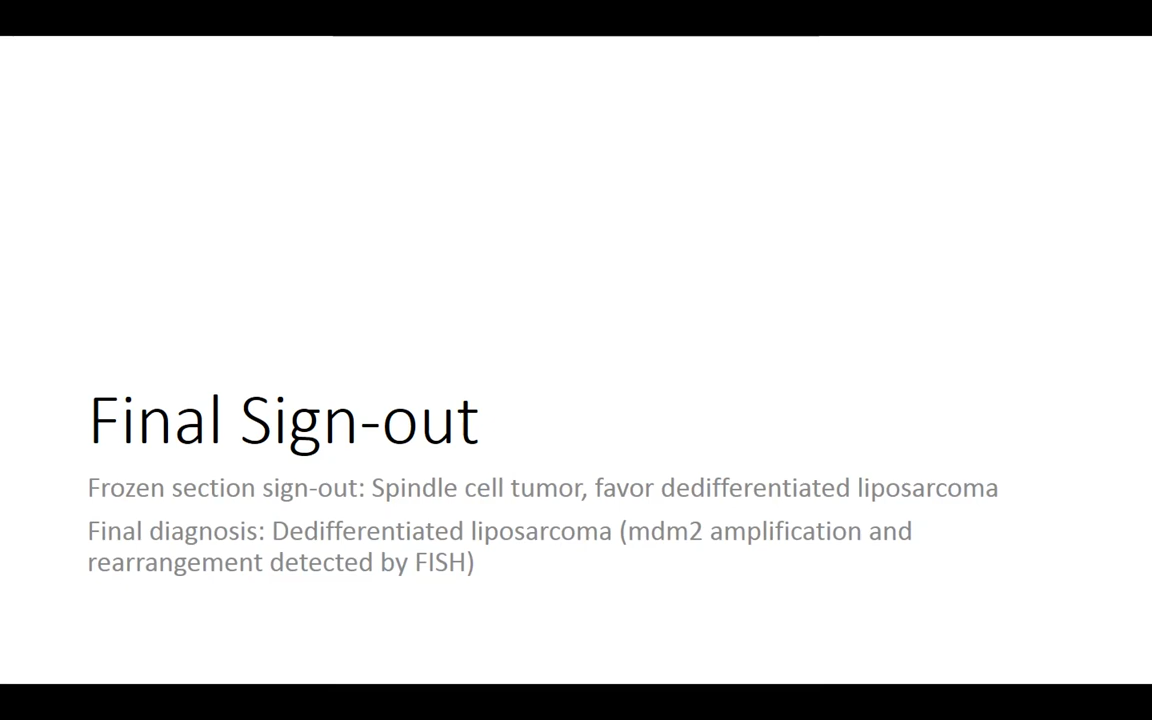 Final Sign-out
Frozen section sign-out: Spindle cell tumor, favor dedifferentiated liposarcoma
Final diagnosis: Dedifferentiated liposarcoma (mdm2 amplification and
rearrangement detected by FISH)